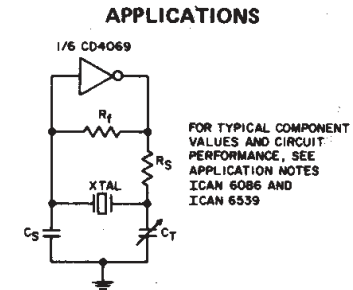 APPLICATIONS
1/6 CD4069
Rf
RS
XTAL
CS
CT
FOR TYPICAL COMPONENT
VALUES AND CIRCUIT
PERFORMANCE, SEE
APPLICATION NOTES
ICAN 6086 AND
ICAN 6539